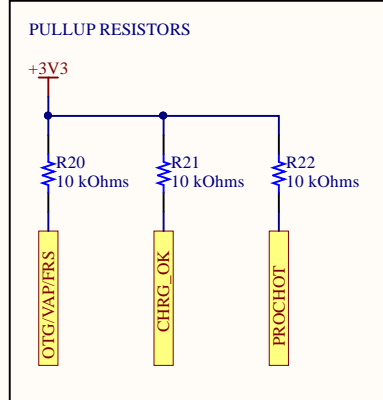 PULLUP RESISTORS
+3V3
R20
10 kOhms
R21
10 kOhms
R22
10 kOhms
OTG/VAP/FRS
CHRG_OK
PROCHOT